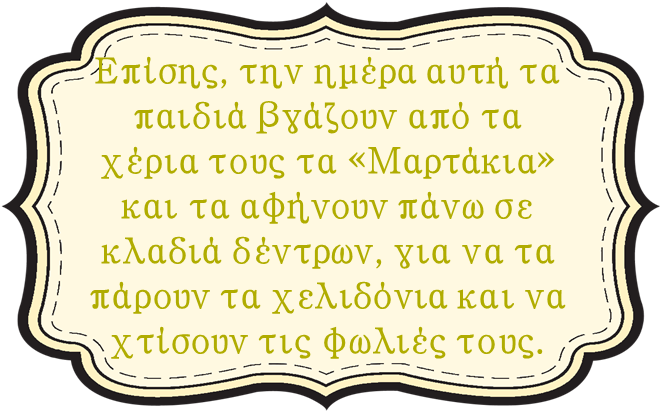 Επίσης, την ημέρα αυτή τα
παιδιά βγάζουν από τα
χέρια τους τα «Μαρτάκια»
και τα αφήνουν πάνω σε
κλαδιά δέντρων, για να τα
πάρουν τα χελιδόνια και να
χτίσουν τις φωλιές τους.